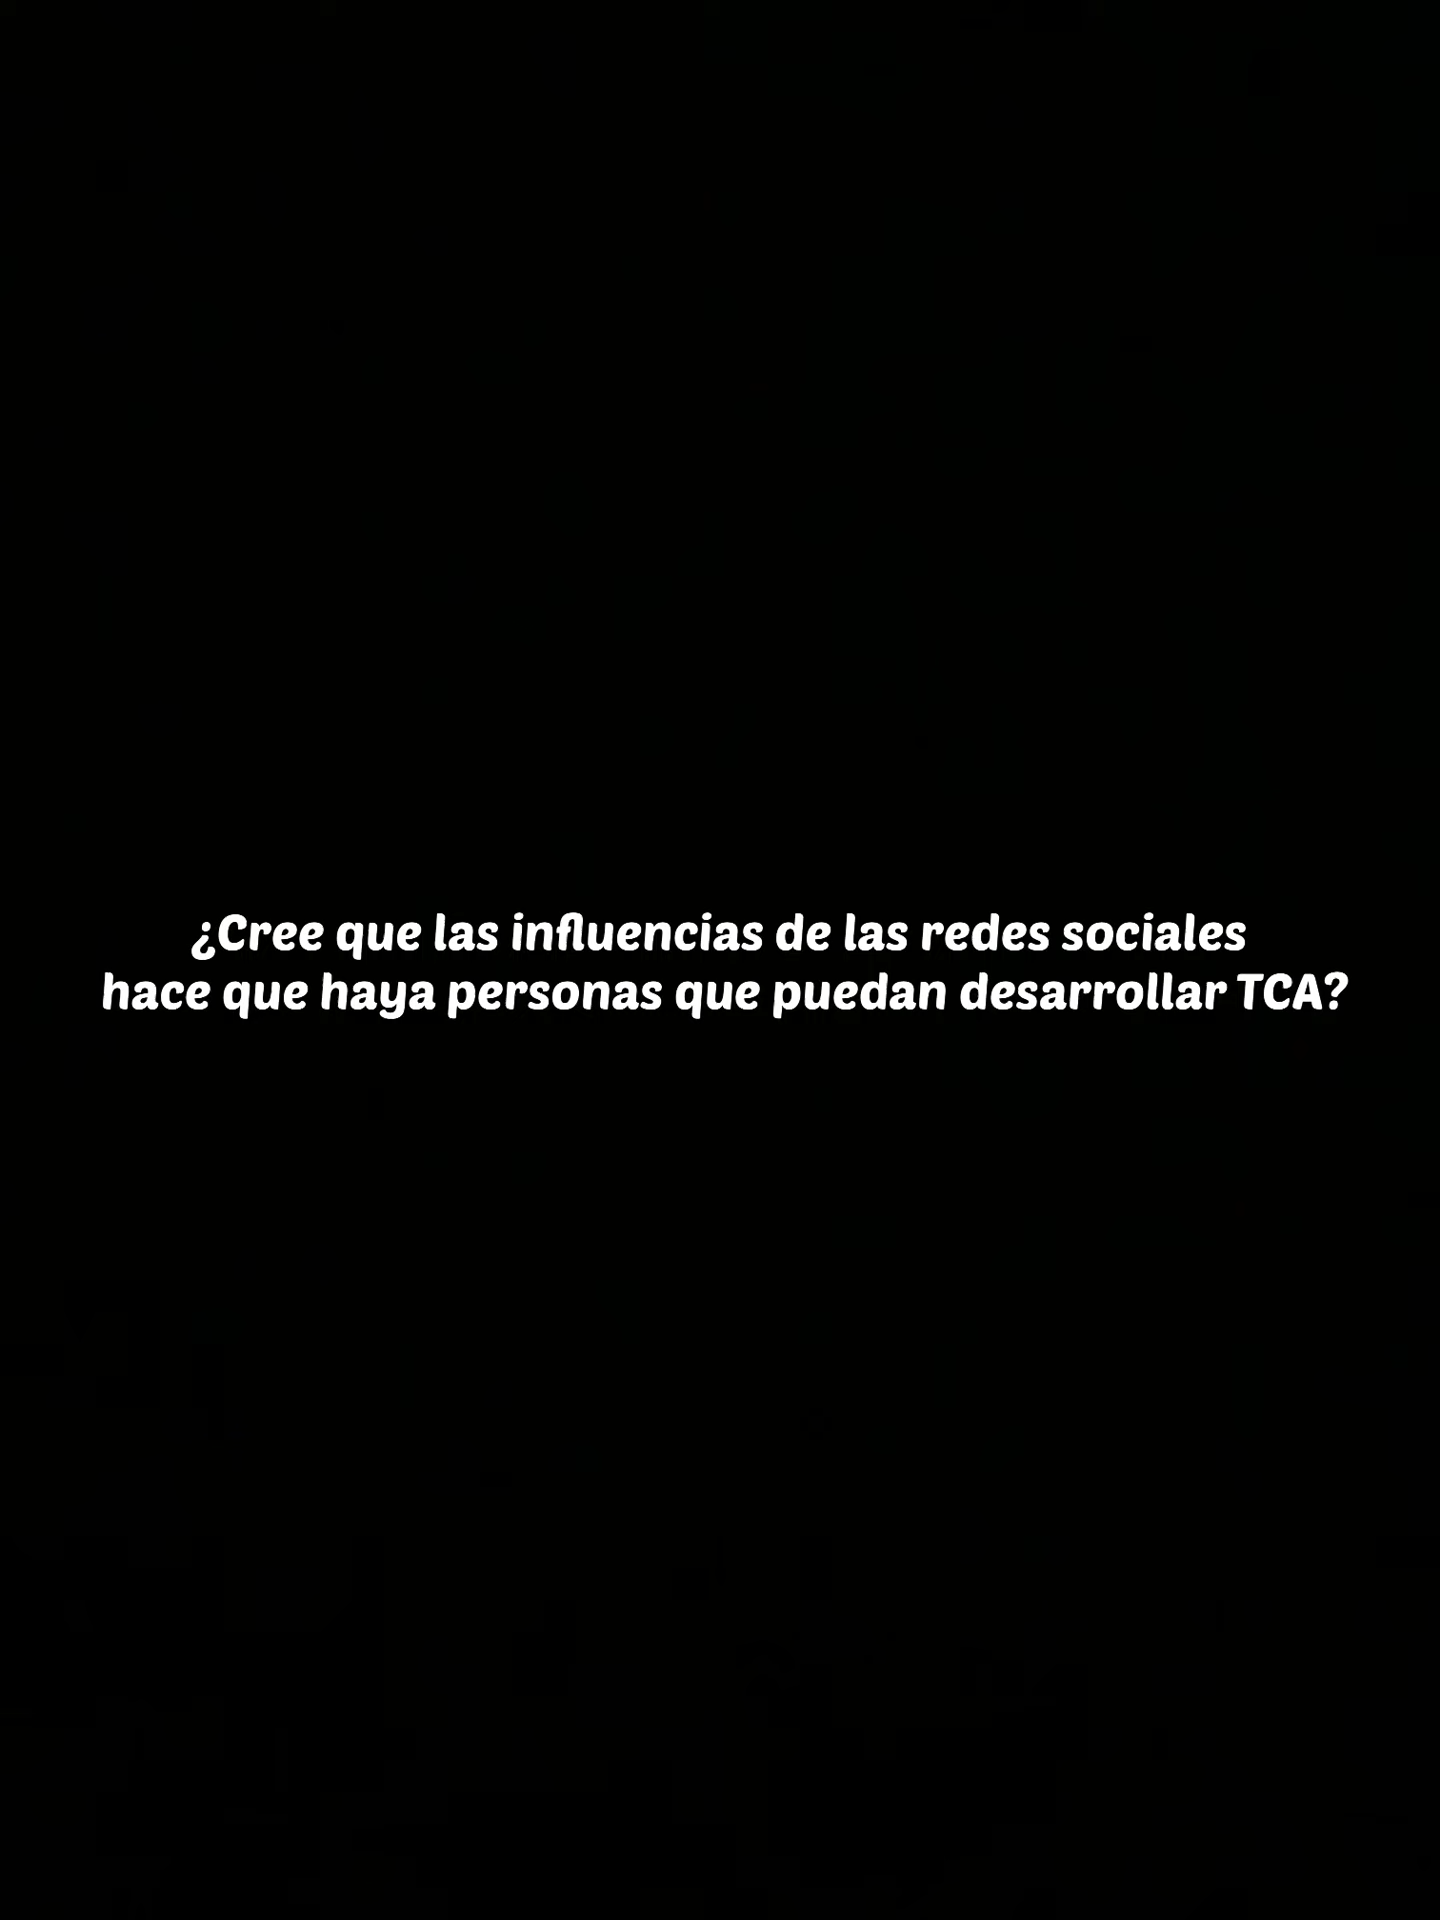 ¿Cree que las influencias de las redes sociales
hace que haya personas que puedan desarrollar TCA?